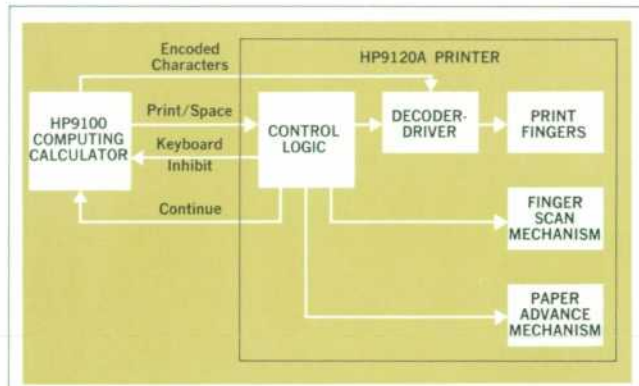 Encoded
Characters
HP9120A PRINTER
HP9100
COMPUTING
CALCULATOR
Print/Space
Keyboard
Inhibit
Continue
CONTROL
LOGIC
DECODER-
DRIVER
PRINT
FINGERS
FINGER
SCAN
MECHANISM
PAPER
ADVANCE
MECHANISM